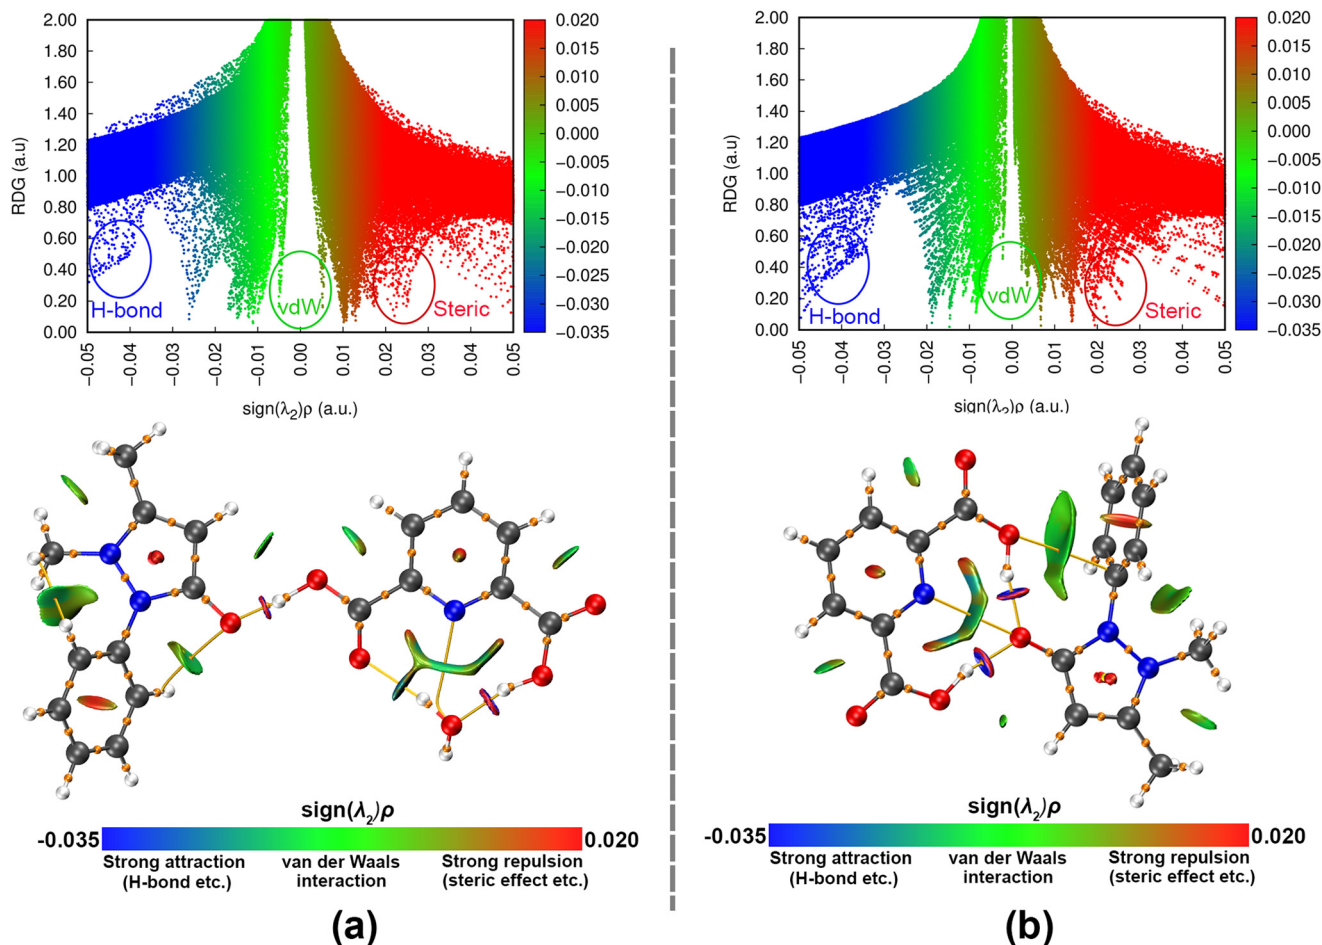 2.00
1.80
1.60
1.40
1.20
1.00
0.80
0.60
0.40
0.20
0.00
RDG (a.u)
H-bond
vdW
Steric
−0.05
−0.04
−0.03
−0.02
−0.01
0.00
0.01
0.02
0.03
0.04
0.05
sign(λ2)ρ (a.u.)
0.020
0.015
0.010
0.005
0.000
−0.005
−0.010
−0.015
−0.020
−0.025
−0.030
−0.035
sign(λ2)ρ
-0.035
0.020
Strong attraction
(H-bond etc.)
van der Waals
interaction
Strong repulsion
(steric effect etc.)
(a)
2.00
1.80
1.60
1.40
1.20
1.00
0.80
0.60
0.40
0.20
0.00
RDG (a.u)
H-bond
vdW
Steric
−0.05
−0.04
−0.03
−0.02
−0.01
0.00
0.01
0.02
0.03
0.04
0.05
sign(λ2)ρ (a.u.)
0.020
0.015
0.010
0.005
0.000
−0.005
−0.010
−0.015
−0.020
−0.025
−0.030
−0.035
sign(λ2)ρ
-0.035
0.020
Strong attraction
(H-bond etc.)
van der Waals
interaction
Strong repulsion
(steric effect etc.)
(b)